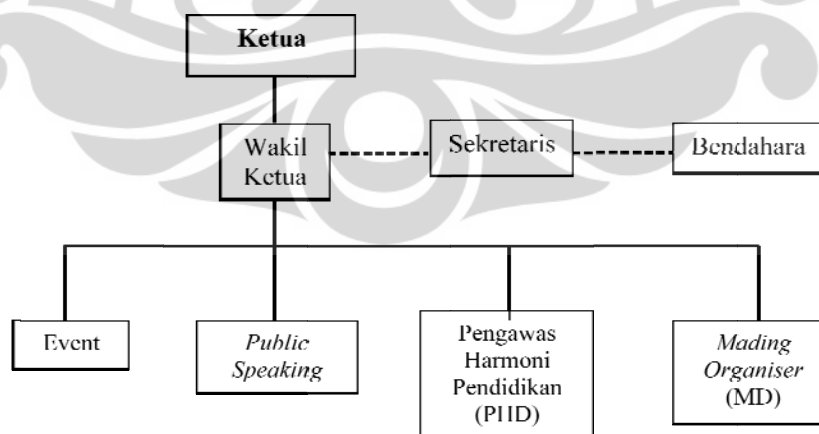 Ketua
Wakil
Ketua
Sekretaris
Bendahara
Event
Public
Speaking
Pengawas
Harmoni
Pendidikan
(PHD)
Mading
Organiser
(MD)